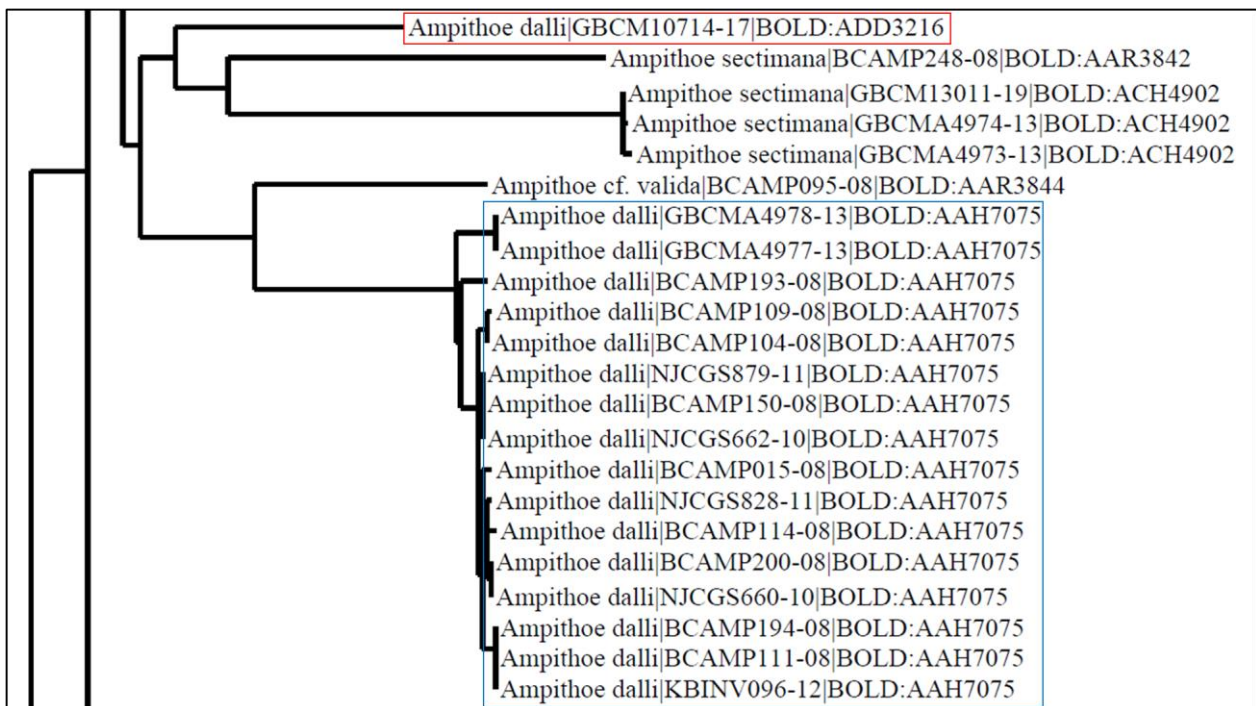 Ampithoe dalli|GBCM10714-17|BOLD:ADD3216
Ampithoe sectimana|BCAMP248-08|BOLD:AAR3842
Ampithoe sectimana|GBCM13011-19|BOLD:ACH4902
Ampithoe sectimana|GBCMA4974-13|BOLD:ACH4902
Ampithoe sectimana|GBCMA4973-13|BOLD:ACH4902
Ampithoe cf. valida|BCAMP095-08|BOLD:AAR3844
Ampithoe dalli|GBCMA4978-13|BOLD:AAH7075
Ampithoe dalli|GBCMA4977-13|BOLD:AAH7075
Ampithoe dalli|BCAMP193-08|BOLD:AAH7075
Ampithoe dalli|BCAMP109-08|BOLD:AAH7075
Ampithoe dalli|BCAMP104-08|BOLD:AAH7075
Ampithoe dalli|NJCGS879-11|BOLD:AAH7075
Ampithoe dalli|BCAMP150-08|BOLD:AAH7075
Ampithoe dalli|NJCGS662-10|BOLD:AAH7075
Ampithoe dalli|BCAMP015-08|BOLD:AAH7075
Ampithoe dalli|NJCGS828-11|BOLD:AAH7075
Ampithoe dalli|BCAMP114-08|BOLD:AAH7075
Ampithoe dalli|BCAMP200-08|BOLD:AAH7075
Ampithoe dalli|NJCGS660-10|BOLD:AAH7075
Ampithoe dalli|BCAMP194-08|BOLD:AAH7075
Ampithoe dalli|BCAMP111-08|BOLD:AAH7075
Ampithoe dalli|KBINV096-12|BOLD:AAH7075